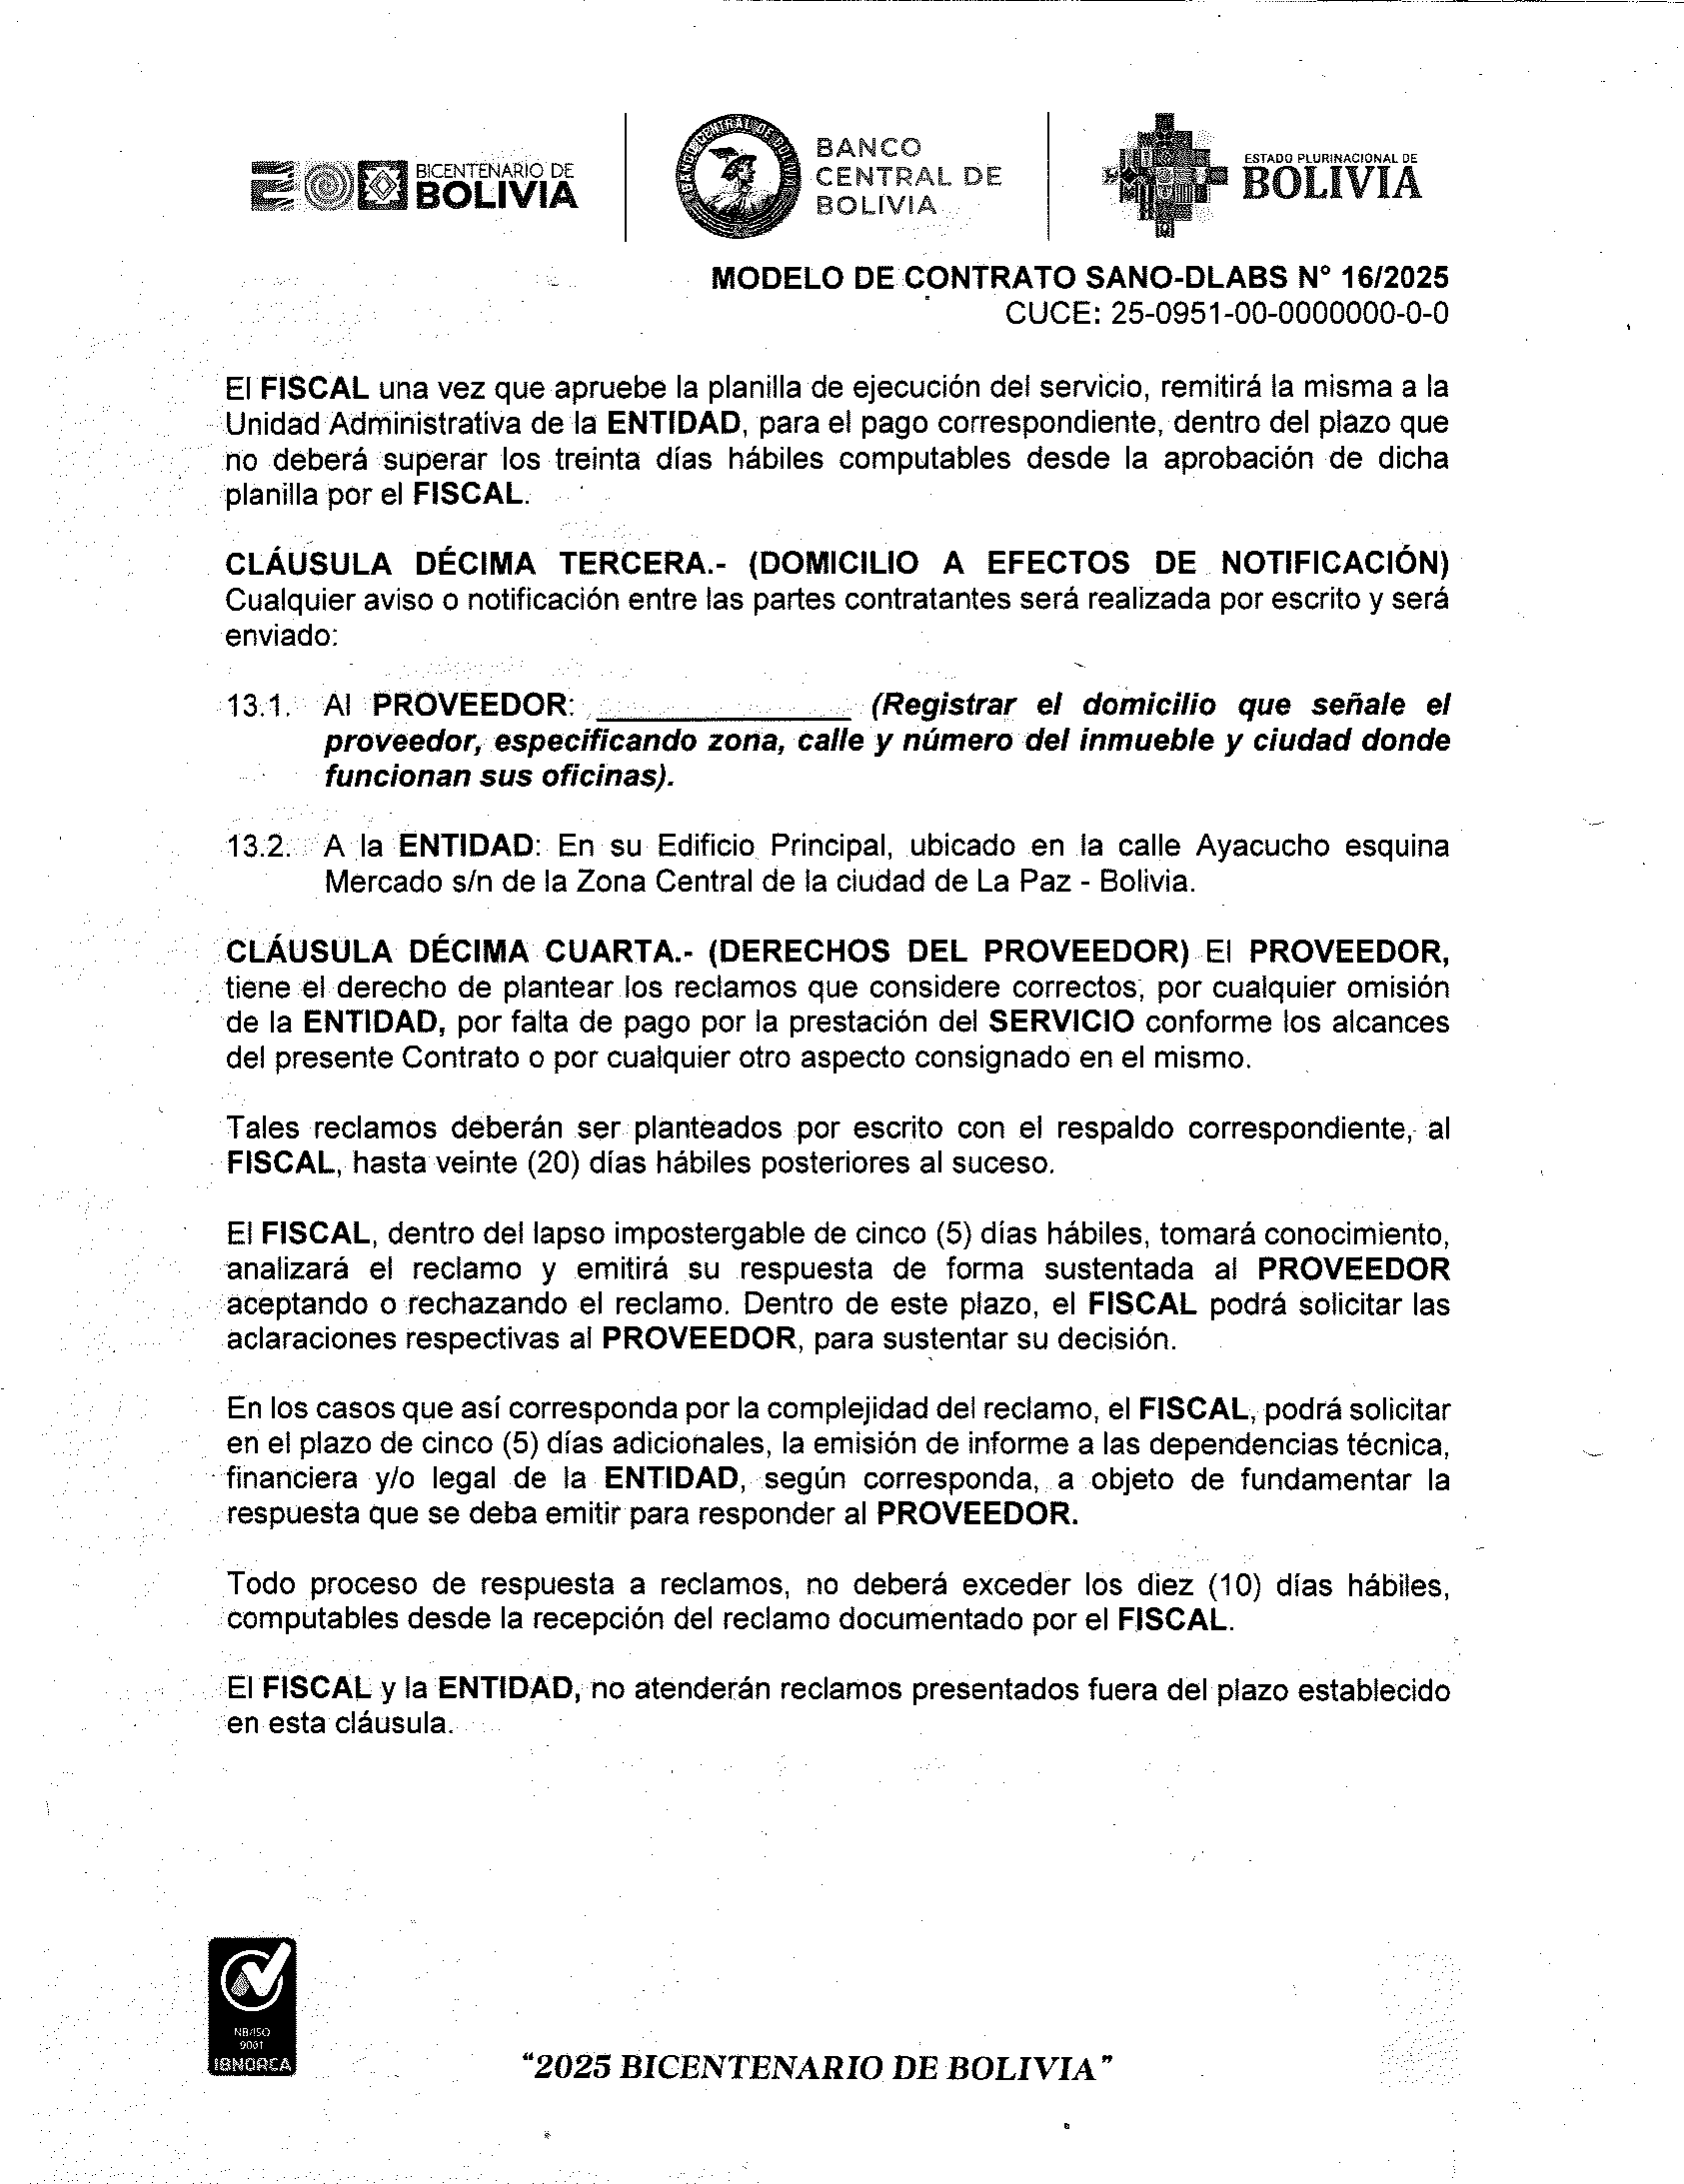 BICENTENARIO DE
BOLIVIA
BANCO CENTRAL DE BOLIVIA
BANCO
CENTRAL DE
BOLIVIA
ESTADO PLURINACIONAL DE
BOLIVIA
MODELO DE CONTRATO SANO-DLABS N° 16/2025
CUCE: 25-0951-00-0000000-0-0
El FISCAL una vez que apruebe la planilla de ejecución del servicio, remitirá la misma a la
Unidad Administrativa de la ENTIDAD, para el pago correspondiente, dentro del plazo que
no deberá superar los treinta días hábiles computables desde la aprobación de dicha
planilla por el FISCAL.
CLÁUSULA DÉCIMA TERCERA.- (DOMICILIO A EFECTOS DE NOTIFICACIÓN)
Cualquier aviso o notificación entre las partes contratantes será realizada por escrito y será
enviado:
13.1. Al PROVEEDOR: ________________ (Registrar el domicilio que señale el
proveedor, especificando zona, calle y número del inmueble y ciudad donde
funcionan sus oficinas).
13.2. A la ENTIDAD: En su Edificio Principal, ubicado en la calle Ayacucho esquina
Mercado s/n de la Zona Central de la ciudad de La Paz - Bolivia.
CLÁUSULA DÉCIMA CUARTA.- (DERECHOS DEL PROVEEDOR) El PROVEEDOR,
tiene el derecho de plantear los reclamos que considere correctos, por cualquier omisión
de la ENTIDAD, por falta de pago por la prestación del SERVICIO conforme los alcances
del presente Contrato o por cualquier otro aspecto consignado en el mismo.
Tales reclamos deberán ser planteados por escrito con el respaldo correspondiente, al
FISCAL, hasta veinte (20) días hábiles posteriores al suceso.
El FISCAL, dentro del lapso impostergable de cinco (5) días hábiles, tomará conocimiento,
analizará el reclamo y emitirá su respuesta de forma sustentada al PROVEEDOR
aceptando o rechazando el reclamo. Dentro de este plazo, el FISCAL podrá solicitar las
aclaraciones respectivas al PROVEEDOR, para sustentar su decisión.
En los casos que así corresponda por la complejidad del reclamo, el FISCAL, podrá solicitar
en el plazo de cinco (5) días adicionales, la emisión de informe a las dependencias técnica,
financiera y/o legal de la ENTIDAD, según corresponda, a objeto de fundamentar la
respuesta que se deba emitir para responder al PROVEEDOR.
Todo proceso de respuesta a reclamos, no deberá exceder los diez (10) días hábiles,
computables desde la recepción del reclamo documentado por el FISCAL.
El FISCAL y la ENTIDAD, no atenderán reclamos presentados fuera del plazo establecido
en esta cláusula.
NB/ISO
9001
IBNORCA
“2025 BICENTENARIO DE BOLIVIA”